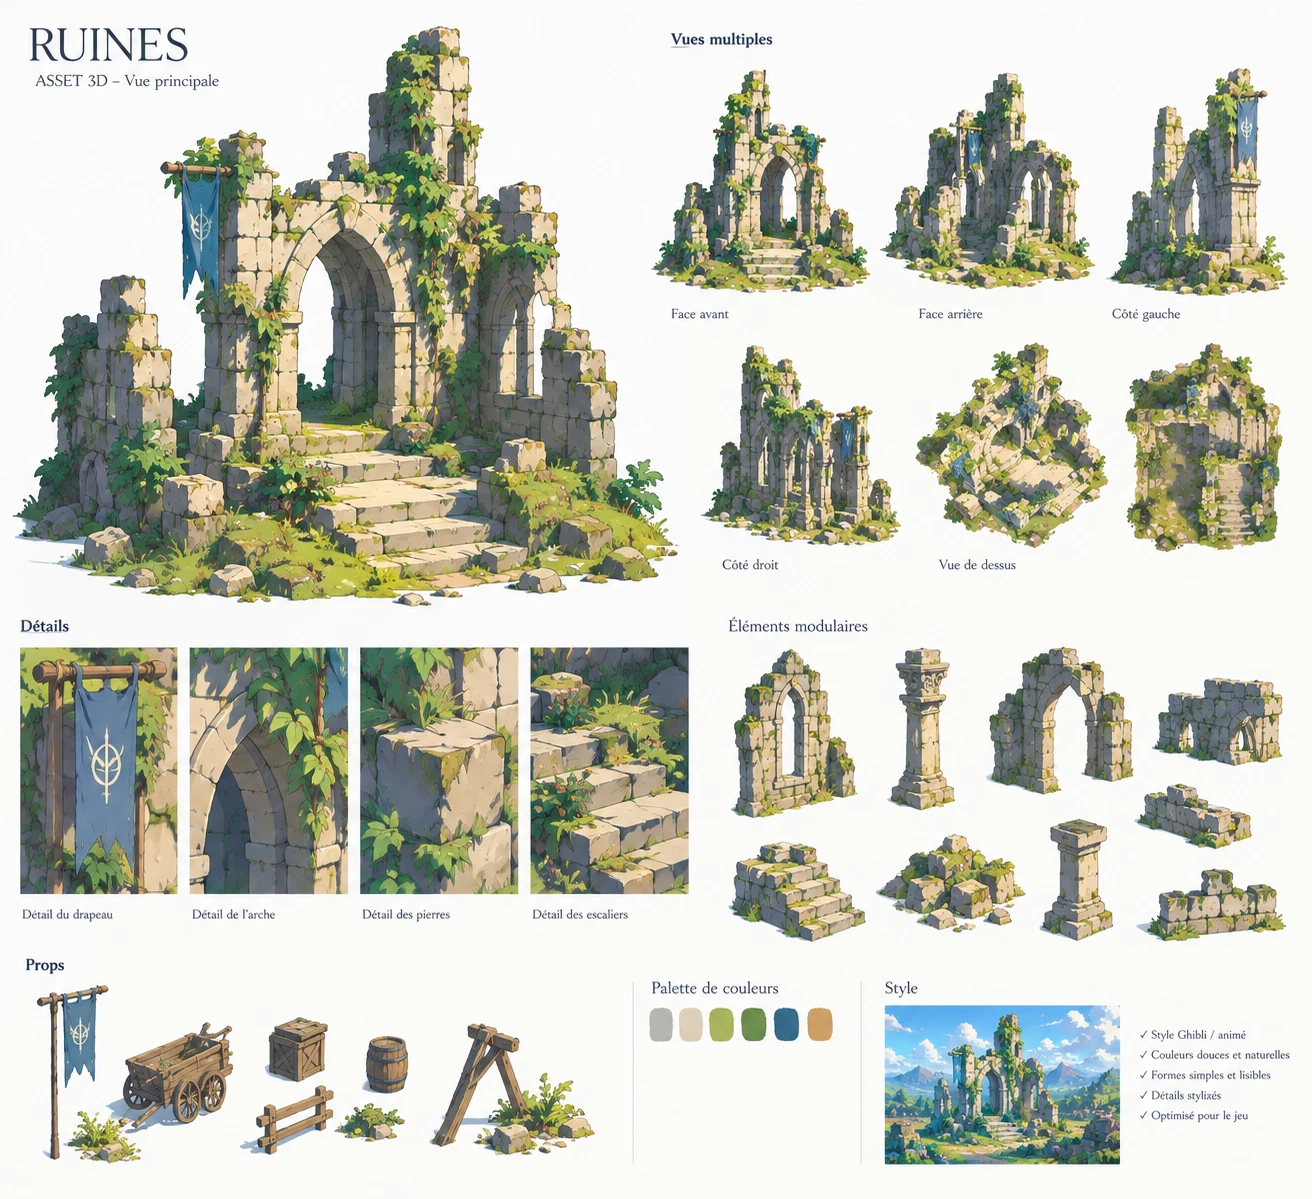 RUINES
ASSET 3D – Vue principale
Vues multiples
Face avant
Face arrière
Côté gauche
Côté droit
Vue de dessus
Détails
Détail du drapeau
Détail de l'arche
Détail des pierres
Détail des escaliers
Éléments modulaires
Props
Palette de couleurs
Style
✓ Style Ghibli / animé
✓ Couleurs douces et naturelles
✓ Formes simples et lisibles
✓ Détails stylizés
✓ Optimisé pour le jeu